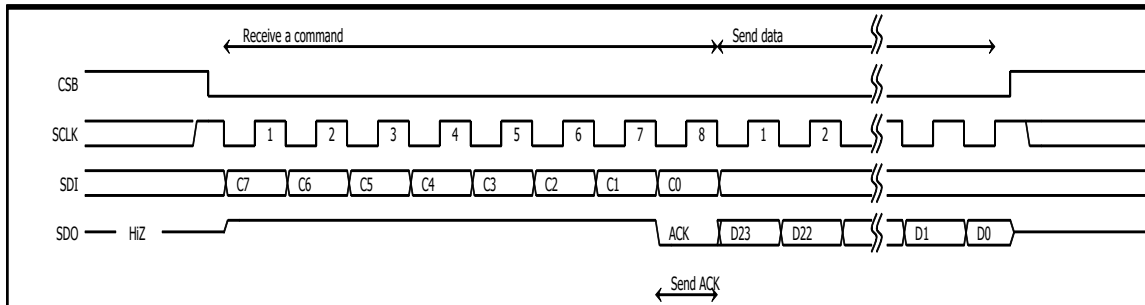 Receive a command Send data
CSB
SCLK 1 2 3 4 5 6 7 8 1 2
SDI C7 C6 C5 C4 C3 C2 C1 C0
SDO HiZ ACK D23 D22 D1 D0
Send ACK